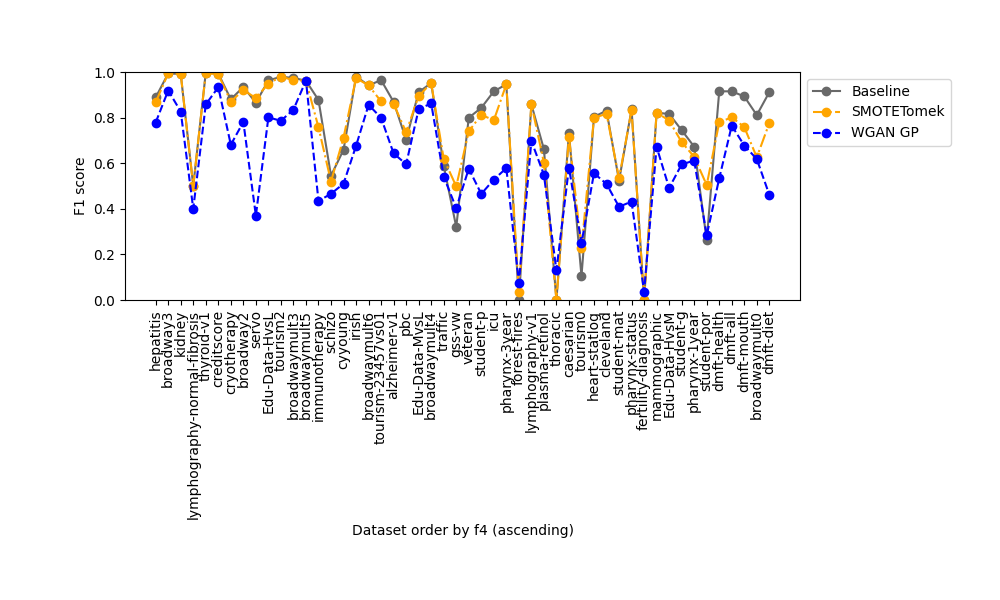 Baseline
SMOTETomek
WGAN GP
F1 score
1.0
0.8
0.6
0.4
0.2
0.0
hepatitis
broadway3
kidney
lymphography-normal-fibrosis
thyroid-v1
creditscore
cryotherapy
broadway2
servo
Edu-Data-HvsL
tourism2
broadwaymult3
broadwaymult5
immunotherapy
schizo
cyyoung
irish
broadwaymult6
tourism-23457vs01
alzheimer-v1
pbc
Edu-Data-MvsL
broadwaymult4
traffic
gss-vw
veteran
student-p
icu
pharynx-3year
forest-fires
lymphography-v1
plasma-retinol
thoracic
caesarian
tourism0
heart-statlog
cleveland
student-mat
pharynx-status
fertility-diagnosis
mammographic
Edu-Data-HvsM
student-g
pharynx-1year
student-por
dmft-health
dmft-all
dmft-mouth
broadwaymult0
dmft-diet
Dataset order by f4 (ascending)